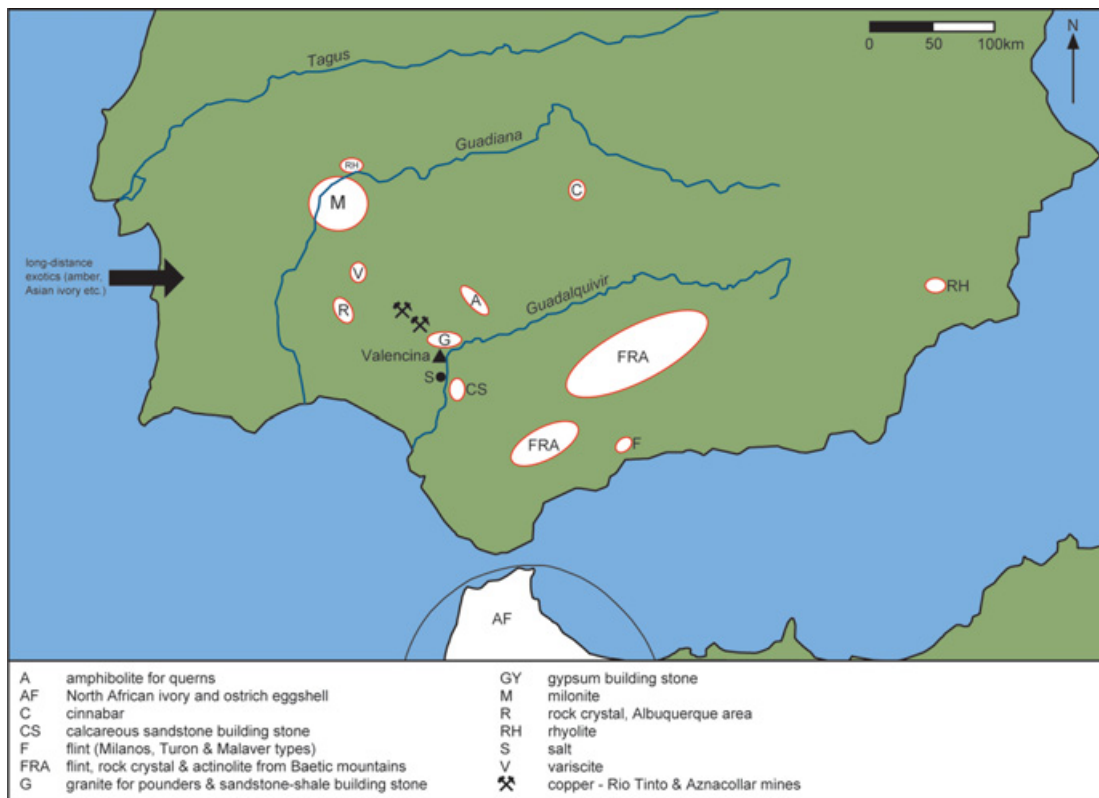 Tagus
N
0 50 100km
Guadiana
RH
M
C
long-distance
exotics (amber,
Asian ivory etc.)
V
R
A
Guadalquivir
RH
G
Valencina
FRA
S
CS
FRA
F
AF
A amphibolite for querns
AF North African ivory and ostrich eggshell
C cinnabar
CS calcareous sandstone building stone
F flint (Milanos, Turon & Malaver types)
FRA flint, rock crystal & actinolite from Baetic mountains
G granite for pounders & sandstone-shale building stone
GY gypsum building stone
M milonite
R rock crystal, Albuquerque area
RH rhyolite
S salt
V variscite
copper - Rio Tinto & Aznacollar mines